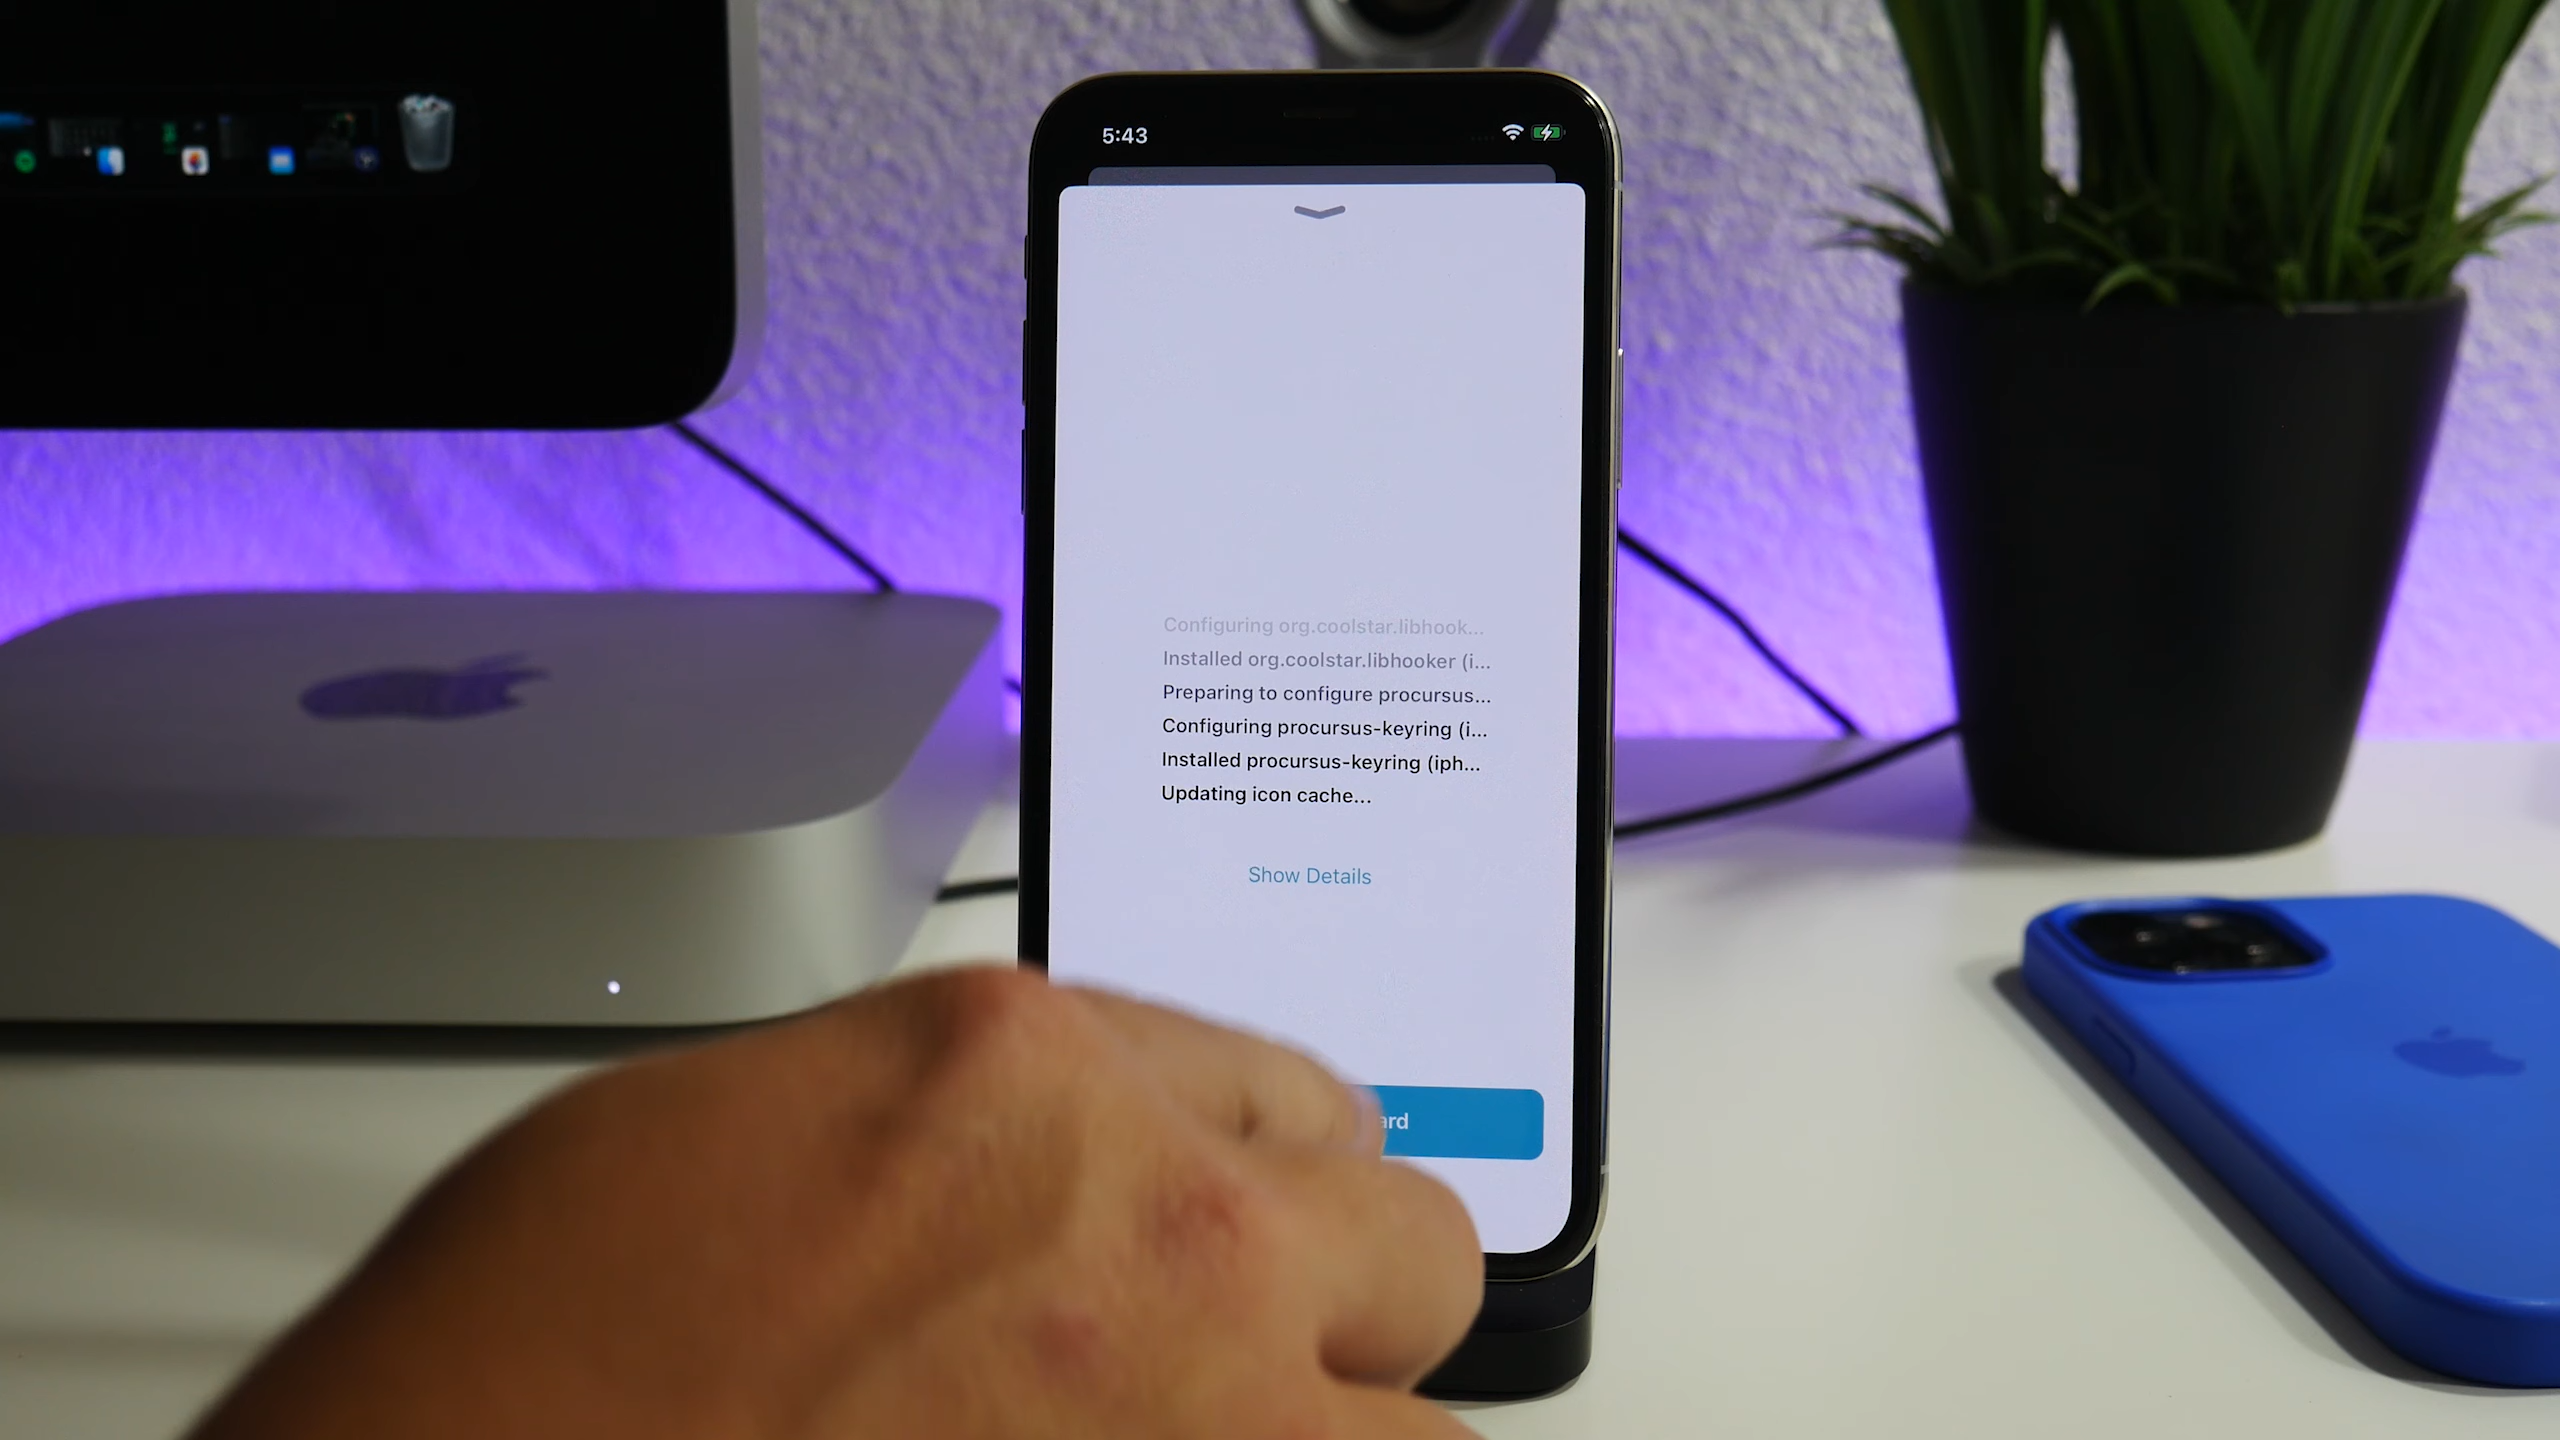 5:43
Configuring org.coolstar.libhook...
Installed org.coolstar.libhooker (i...
Preparing to configure procursus...
Configuring procursus-keyring (i...
Installed procursus-keyring (iph...
Updating icon cache...
Show Details
ard